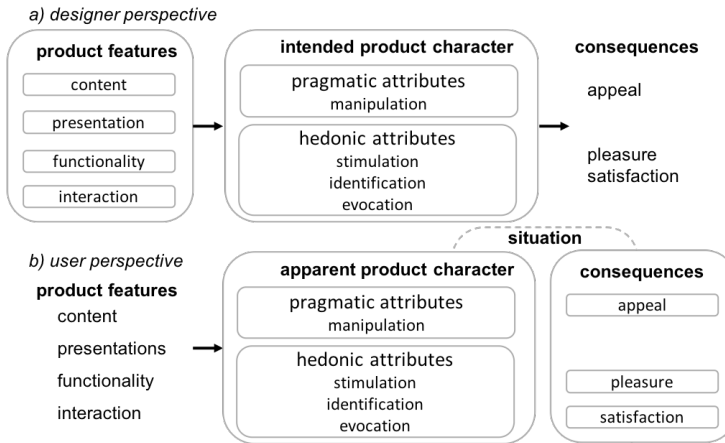 a) designer perspective
product features
content
presentation
functionality
interaction
intended product character
pragmatic attributes
manipulation
hedonic attributes
stimulation
identification
evocation
consequences
appeal
pleasure
satisfaction
situation
b) user perspective
product features
content
presentations
functionality
interaction
apparent product character
pragmatic attributes
manipulation
hedonic attributes
stimulation
identification
evocation
consequences
appeal
pleasure
satisfaction